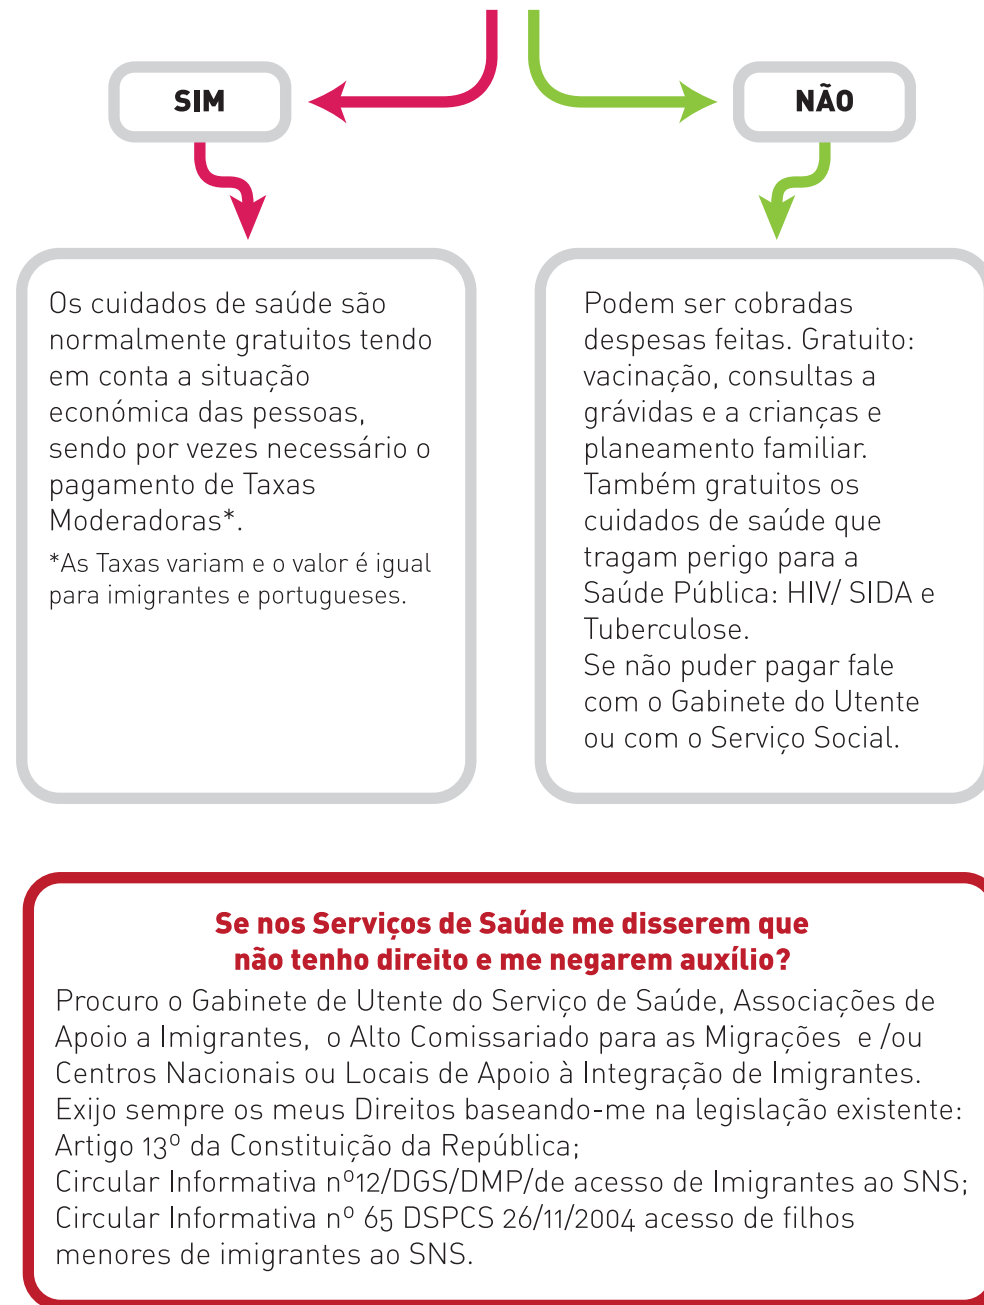 SIM
NÃO
Os cuidados de saúde são
normalmente gratuitos tendo
em conta a situação
económica das pessoas,
sendo por vezes necessário o
pagamento de Taxas
Moderadoras*.
*As Taxas variam e o valor é igual
para imigrantes e portugueses.
Podem ser cobradas
despesas feitas. Gratuito:
vacinação, consultas a
grávidas e a crianças e
planeamento familiar.
Também gratuitos os
cuidados de saúde que
tragam perigo para a
Saúde Pública: HIV/ SIDA e
Tuberculose.
Se não puder pagar fale
com o Gabinete do Utente
ou com o Serviço Social.
Se nos Serviços de Saúde me disserem que
não tenho direito e me negarem auxílio?
Procuro o Gabinete de Utente do Serviço de Saúde, Associações de
Apoio a Imigrantes,  o Alto Comissariado para as Migrações  e /ou
Centros Nacionais ou Locais de Apoio à Integração de Imigrantes.
Exijo sempre os meus Direitos baseando-me na legislação existente:
Artigo 13º da Constituição da República;
Circular Informativa nº12/DGS/DMP/de acesso de Imigrantes ao SNS;
Circular Informativa nº 65 DSPCS 26/11/2004 acesso de filhos
menores de imigrantes ao SNS.